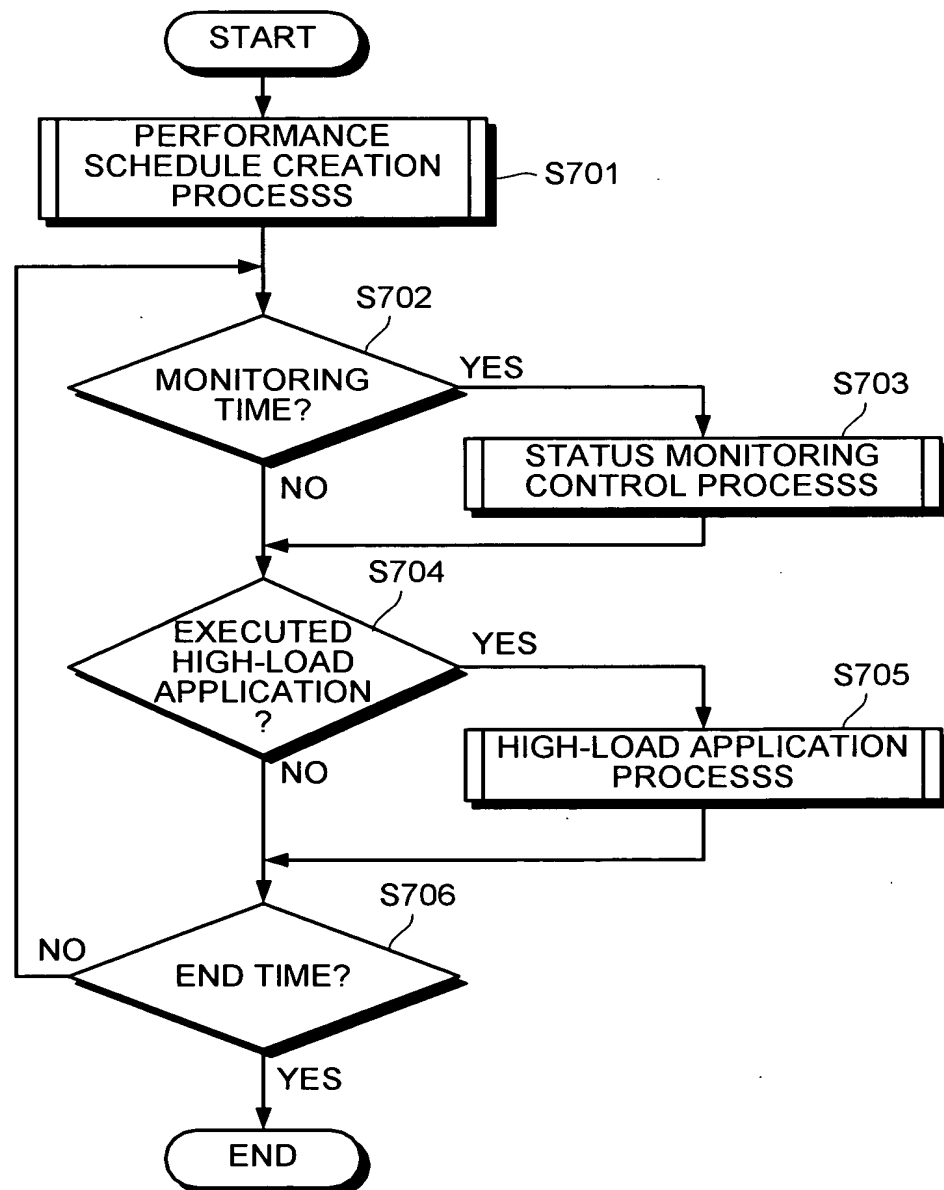 START
PERFORMANCE
SCHEDULE CREATION
PROCESSS
S701
S702
MONITORING
TIME?
YES
NO
S703
STATUS MONITORING
CONTROL PROCESSS
S704
EXECUTED
HIGH-LOAD
APPLICATION
?
YES
NO
S705
HIGH-LOAD APPLICATION
PROCESSS
S706
END TIME?
NO
YES
END